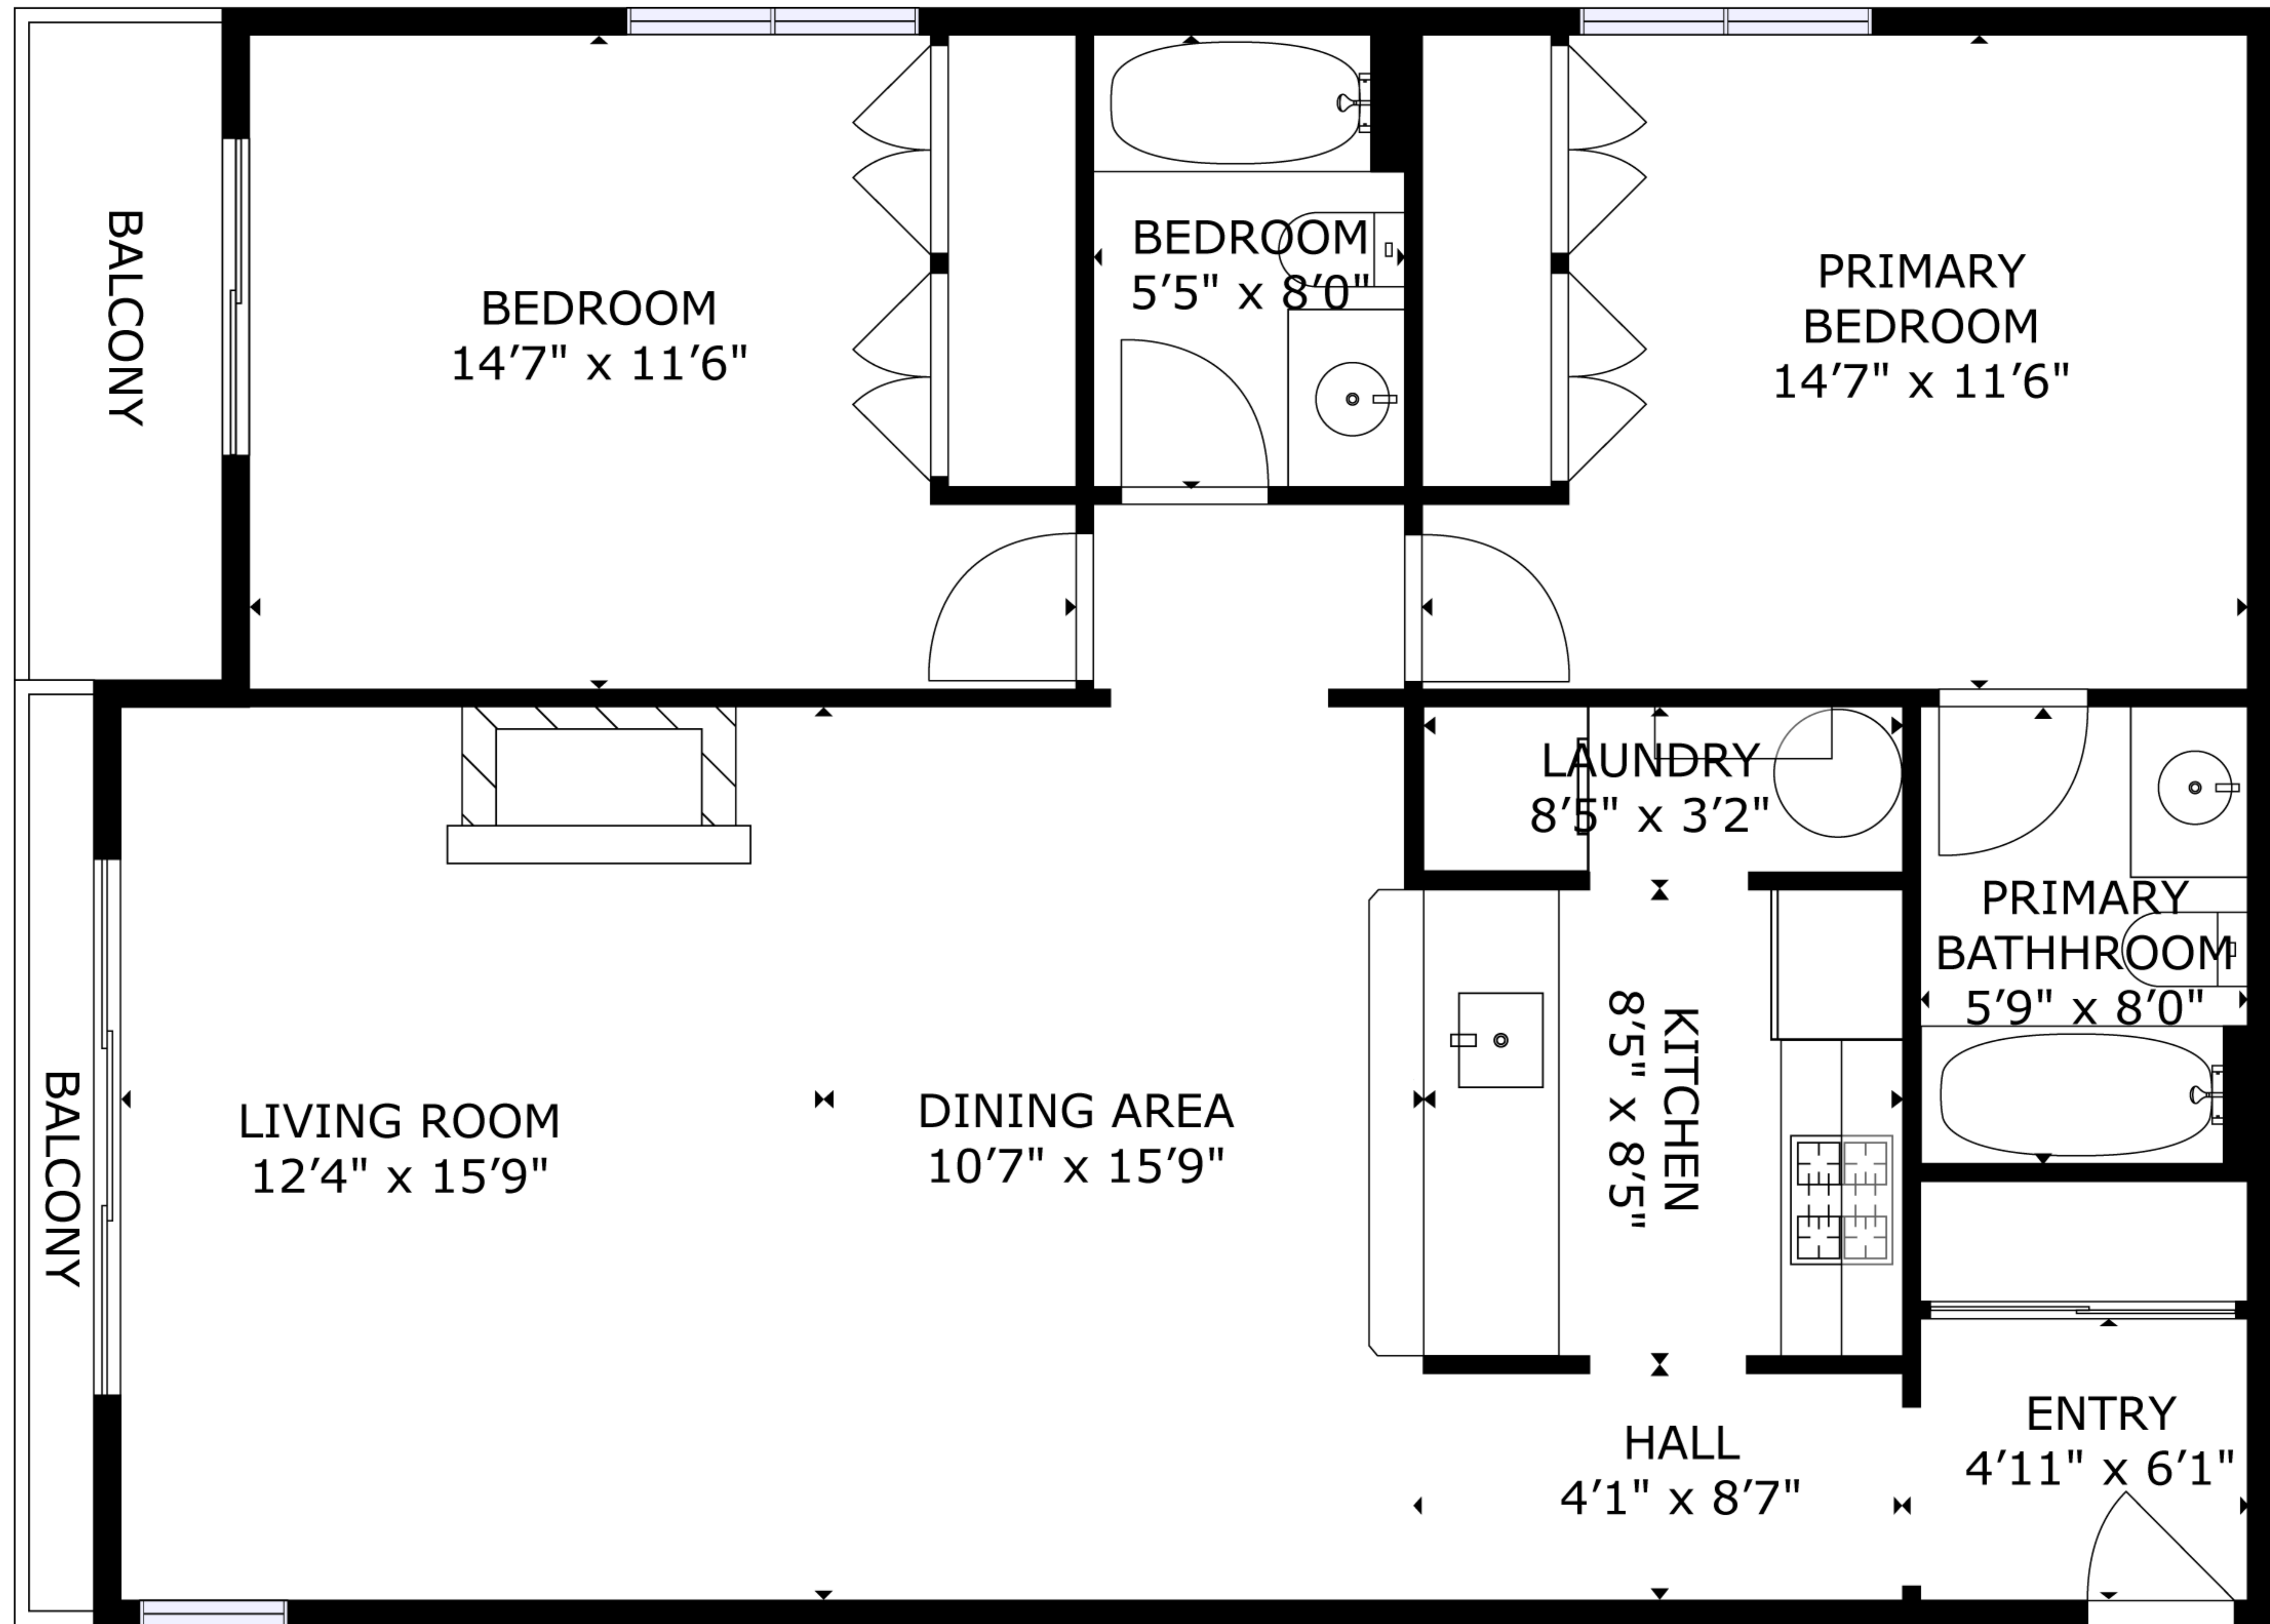 BALCONY
BEDROOM
14'7" x 11'6"
BEDROOM
5'5" x 8'0"
PRIMARY
BEDROOM
14'7" x 11'6"
LAUNDRY
8'5" x 3'2"
PRIMARY
BATHHROOM
5'9" x 8'0"
BALCONY
LIVING ROOM
12'4" x 15'9"
DINING AREA
10'7" x 15'9"
KITCHEN
8'5" x 8'5"
HALL
4'1" x 8'7"
ENTRY
4'11" x 6'1"